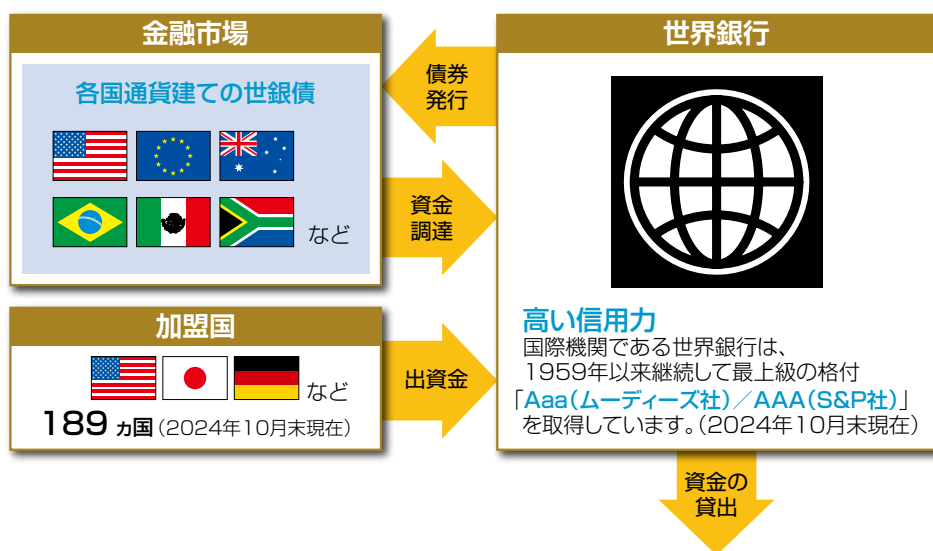 金融市場
各国通貨建ての世銀債
など
債券
発行
資金
調達
世界銀行
高い信用力
国際機関である世界銀行は、
1959年以来継続して最上級の格付
「Aaa(ムーディーズ社)／AAA(S&P社)」
を取得しています。(2024年10月末現在)
加盟国
など
189ヵ国(2024年10月末現在)
出資金
資金の
貸出